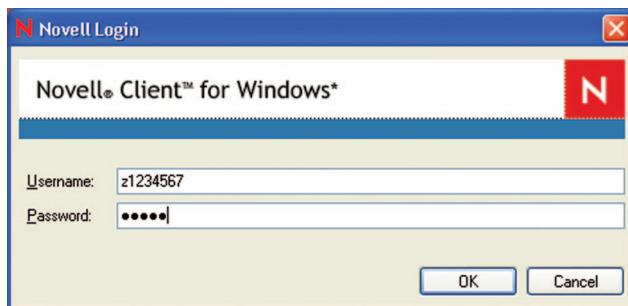 N Novell Login
Novell® Client™ for Windows*
N
Username: z1234567
Password: •••••
OK Cancel